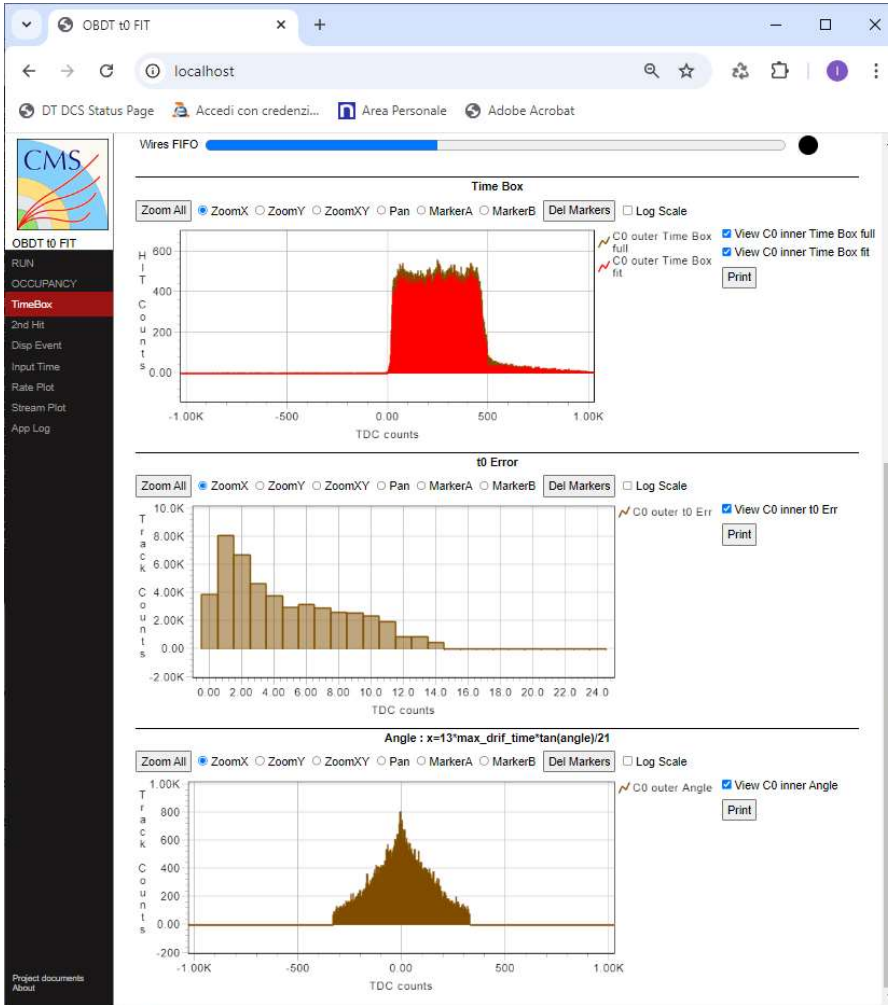 OBDT t0 FIT
localhost
I
DT DCS Status Page Accedi con credenzi... n Area Personale Adobe Acrobat
CMS
OBDT t0 FIT
RUN
OCCUPANCY
TimeBox
2nd Hit
Disp Event
Input Time
Rate Plot
Stream Plot
App Log
Project documents
About
Wires FIFO
Time Box
Zoom All ZoomX ZoomY ZoomXY Pan MarkerA MarkerB Del Markers Log Scale
HIT Counts
600
400
200
0.00
-1.00K -500 0.00 500 1.00K
TDC counts
C0 outer Time Box full
C0 outer Time Box fit
View C0 inner Time Box full
View C0 inner Time Box fit
Print
t0 Error
Zoom All ZoomX ZoomY ZoomXY Pan MarkerA MarkerB Del Markers Log Scale
Track Counts
10.0K
8.00K
6.00K
4.00K
2.00K
0.00
-2.00K
0.00 2.00 4.00 6.00 8.00 10.0 12.0 14.0 16.0 18.0 20.0 22.0 24.0
TDC counts
C0 outer t0 Err
View C0 inner t0 Err
Print
Angle : x=13*max_drif_time*tan(angle)/21
Zoom All ZoomX ZoomY ZoomXY Pan MarkerA MarkerB Del Markers Log Scale
Track Counts
1.00K
800
600
400
200
0.00
-200
-1.00K -500 0.00 500 1.00K
TDC counts
C0 outer Angle
View C0 inner Angle
Print